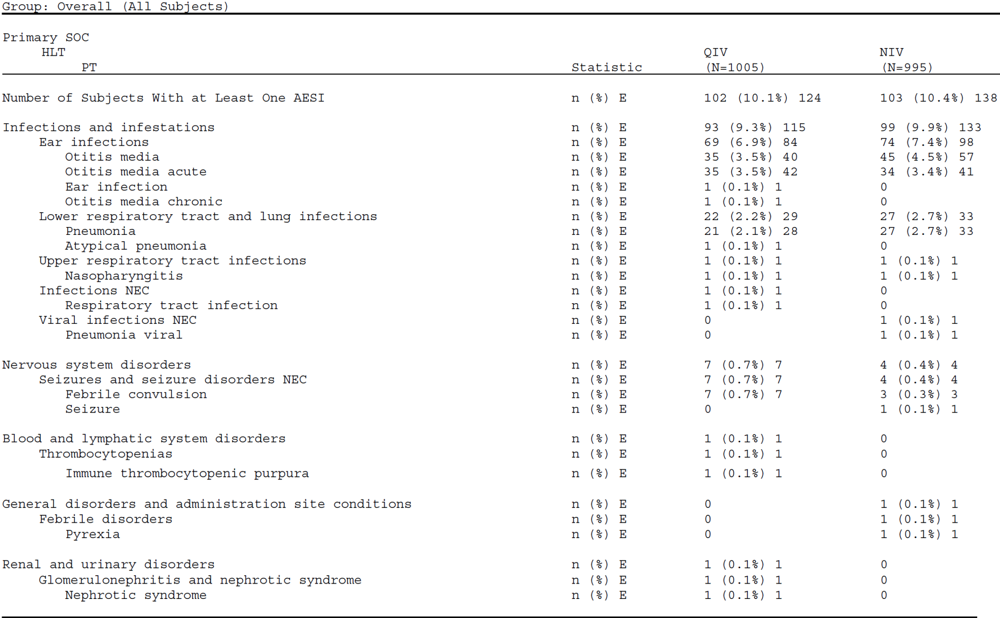 Group: Overall (All Subjects)
Primary SOC
HLT QIV NIV
PT Statistic (N=1005) (N=995)
Number of Subjects With at Least One AESI n (%) E 102 (10.1%) 124 103 (10.4%) 138
Infections and infestations n (%) E 93 (9.3%) 115 99 (9.9%) 133
Ear infections n (%) E 69 (6.9%) 84 74 (7.4%) 98
Otitis media n (%) E 35 (3.5%) 40 45 (4.5%) 57
Otitis media acute n (%) E 35 (3.5%) 42 34 (3.4%) 41
Ear infection n (%) E 1 (0.1%) 1 0
Otitis media chronic n (%) E 1 (0.1%) 1 0
Lower respiratory tract and lung infections n (%) E 22 (2.2%) 29 27 (2.7%) 33
Pneumonia n (%) E 21 (2.1%) 28 27 (2.7%) 33
Atypical pneumonia n (%) E 1 (0.1%) 1 0
Upper respiratory tract infections n (%) E 1 (0.1%) 1 1 (0.1%) 1
Nasopharyngitis n (%) E 1 (0.1%) 1 1 (0.1%) 1
Infections NEC n (%) E 1 (0.1%) 1 0
Respiratory tract infection n (%) E 1 (0.1%) 1 0
Viral infections NEC n (%) E 0 1 (0.1%) 1
Pneumonia viral n (%) E 0 1 (0.1%) 1
Nervous system disorders n (%) E 7 (0.7%) 7 4 (0.4%) 4
Seizures and seizure disorders NEC n (%) E 7 (0.7%) 7 4 (0.4%) 4
Febrile convulsion n (%) E 7 (0.7%) 7 3 (0.3%) 3
Seizure n (%) E 0 1 (0.1%) 1
Blood and lymphatic system disorders n (%) E 1 (0.1%) 1 0
Thrombocytopenias n (%) E 1 (0.1%) 1 0
Immune thrombocytopenic purpura n (%) E 1 (0.1%) 1 0
General disorders and administration site conditions n (%) E 0 1 (0.1%) 1
Febrile disorders n (%) E 0 1 (0.1%) 1
Pyrexia n (%) E 0 1 (0.1%) 1
Renal and urinary disorders n (%) E 1 (0.1%) 1 0
Glomerulonephritis and nephrotic syndrome n (%) E 1 (0.1%) 1 0
Nephrotic syndrome n (%) E 1 (0.1%) 1 0